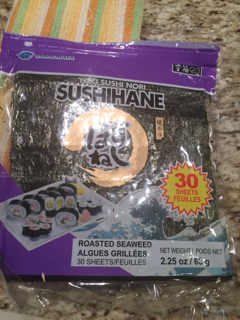 YAKI SUSHI NORI
SUSHIHANE
30
SHEETS
FEUILLES
ROASTED SEAWEED
ALGUES GRILLÉES
30 SHEETS/FEUILLES
NET WEIGHT / POIDS NET
2.25 oz/ 63 g